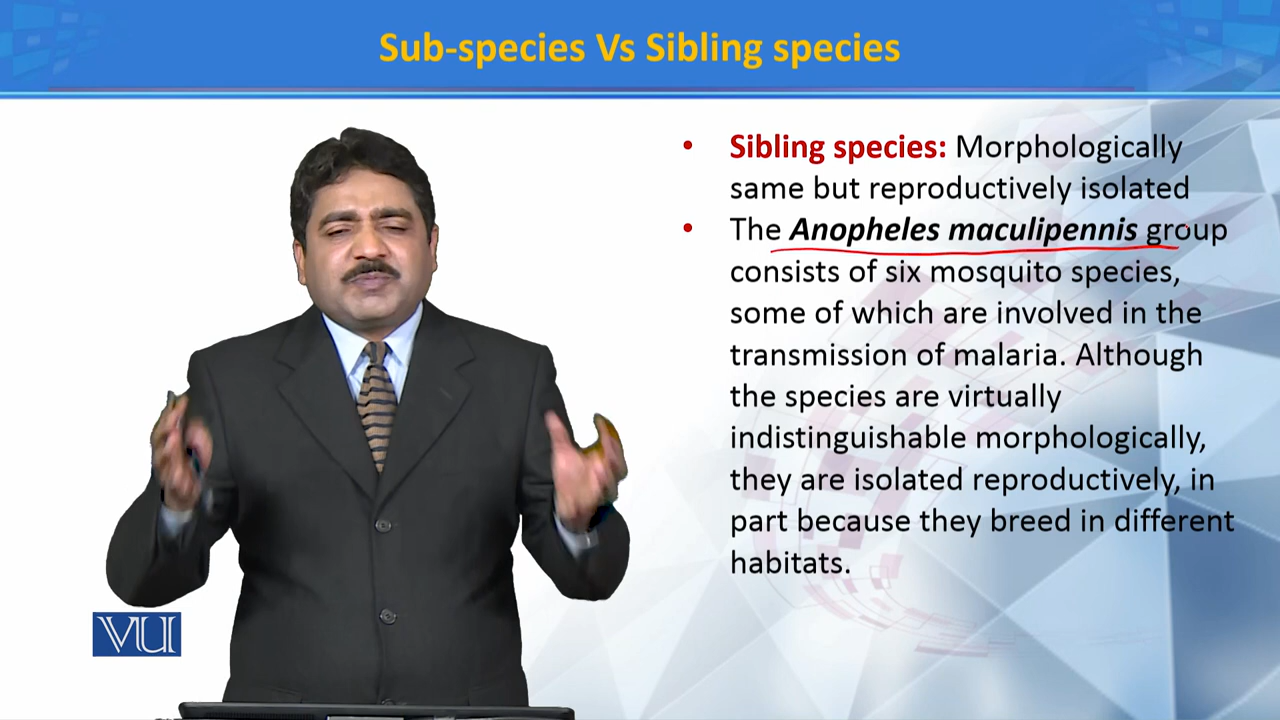 Sub-species Vs Sibling species
• Sibling species: Morphologically
same but reproductively isolated
• The Anopheles maculipennis group
consists of six mosquito species,
some of which are involved in the
transmission of malaria. Although
the species are virtually
indistinguishable morphologically,
they are isolated reproductively, in
part because they breed in different
habitats.
VU